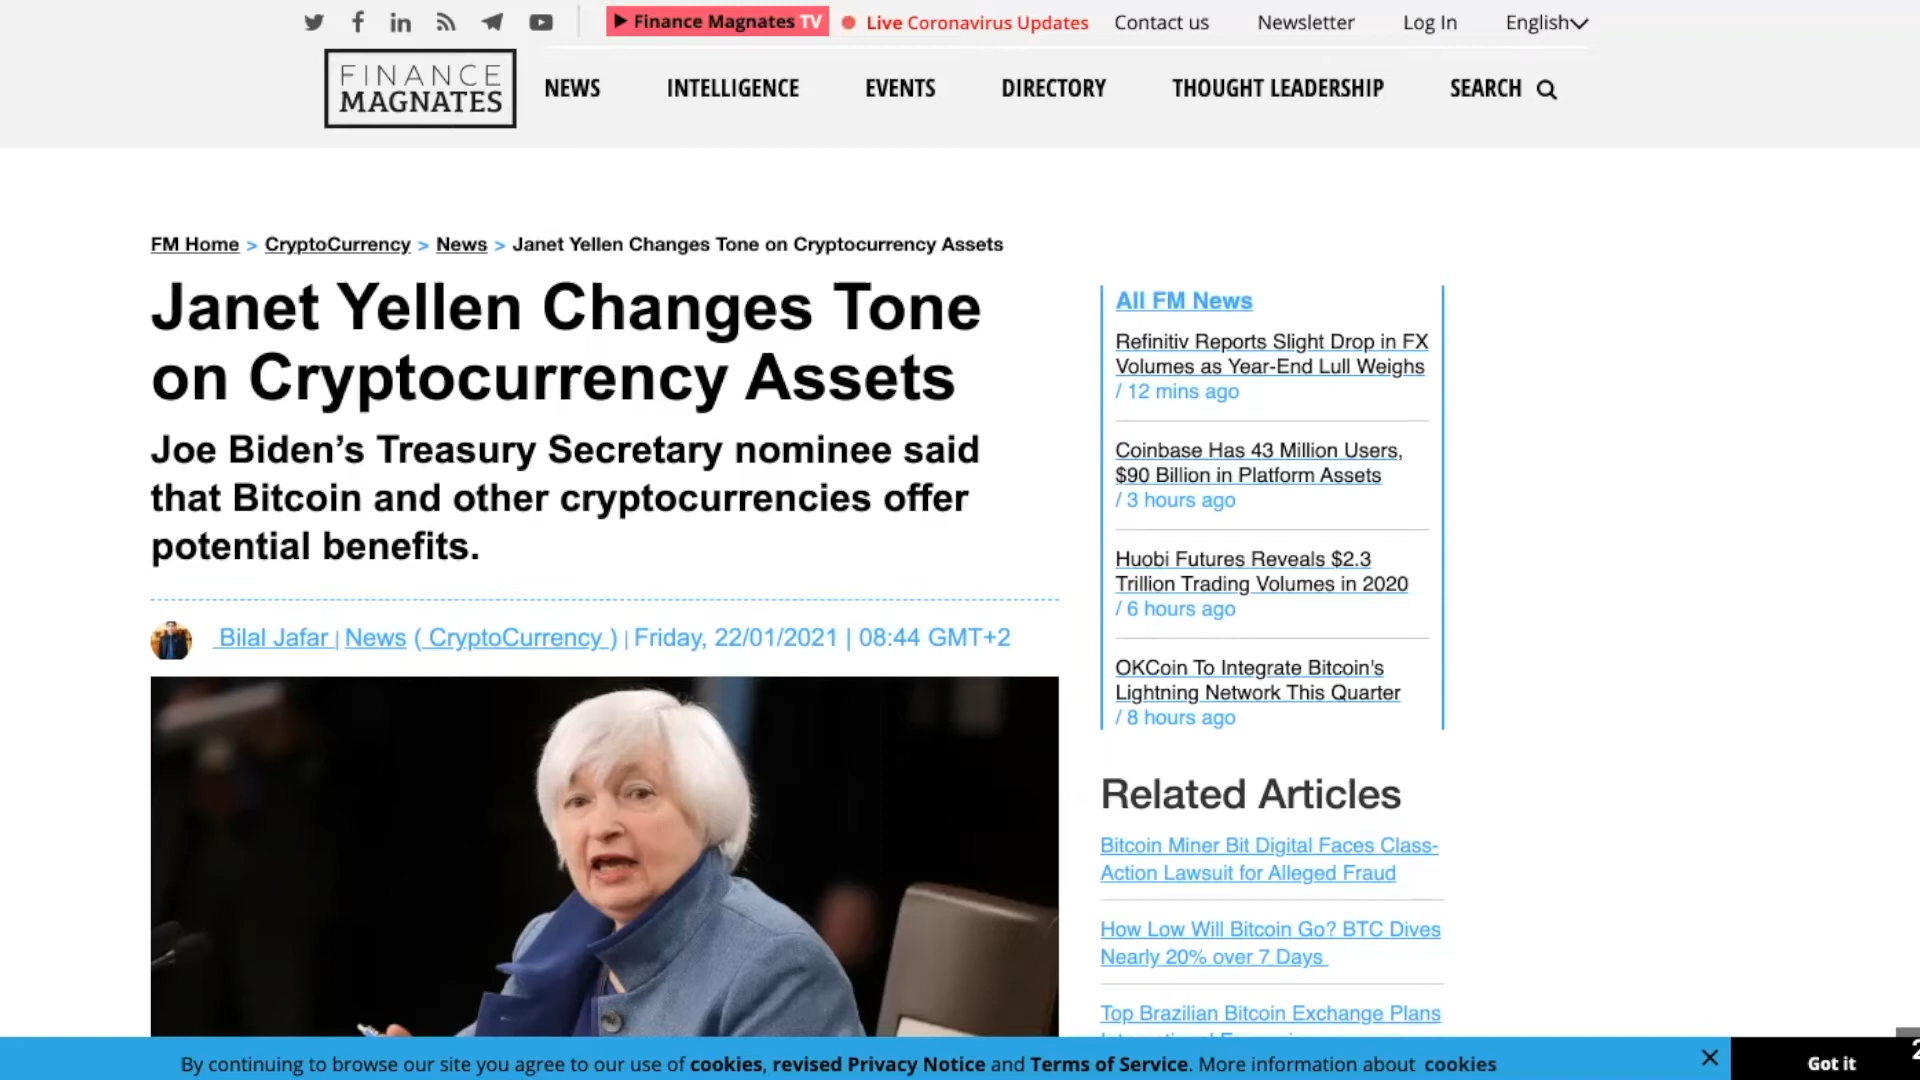 Finance Magnates TV
Live Coronavirus Updates
Contact us
Newsletter
Log In
English
FINANCE
MAGNATES
NEWS
INTELLIGENCE
EVENTS
DIRECTORY
THOUGHT LEADERSHIP
SEARCH
FM Home > CryptoCurrency > News > Janet Yellen Changes Tone on Cryptocurrency Assets
Janet Yellen Changes Tone
on Cryptocurrency Assets
Joe Biden’s Treasury Secretary nominee said
that Bitcoin and other cryptocurrencies offer
potential benefits.
Bilal Jafar | News ( CryptoCurrency ) | Friday, 22/01/2021 | 08:44 GMT+2
All FM News
Refinitiv Reports Slight Drop in FX
Volumes as Year-End Lull Weighs
/ 12 mins ago
Coinbase Has 43 Million Users,
$90 Billion in Platform Assets
/ 3 hours ago
Huobi Futures Reveals $2.3
Trillion Trading Volumes in 2020
/ 6 hours ago
OKCoin To Integrate Bitcoin's
Lightning Network This Quarter
/ 8 hours ago
Related Articles
Bitcoin Miner Bit Digital Faces Class-
Action Lawsuit for Alleged Fraud
How Low Will Bitcoin Go? BTC Dives
Nearly 20% over 7 Days
Top Brazilian Bitcoin Exchange Plans
By continuing to browse our site you agree to our use of cookies, revised Privacy Notice and Terms of Service. More information about cookies
Got it